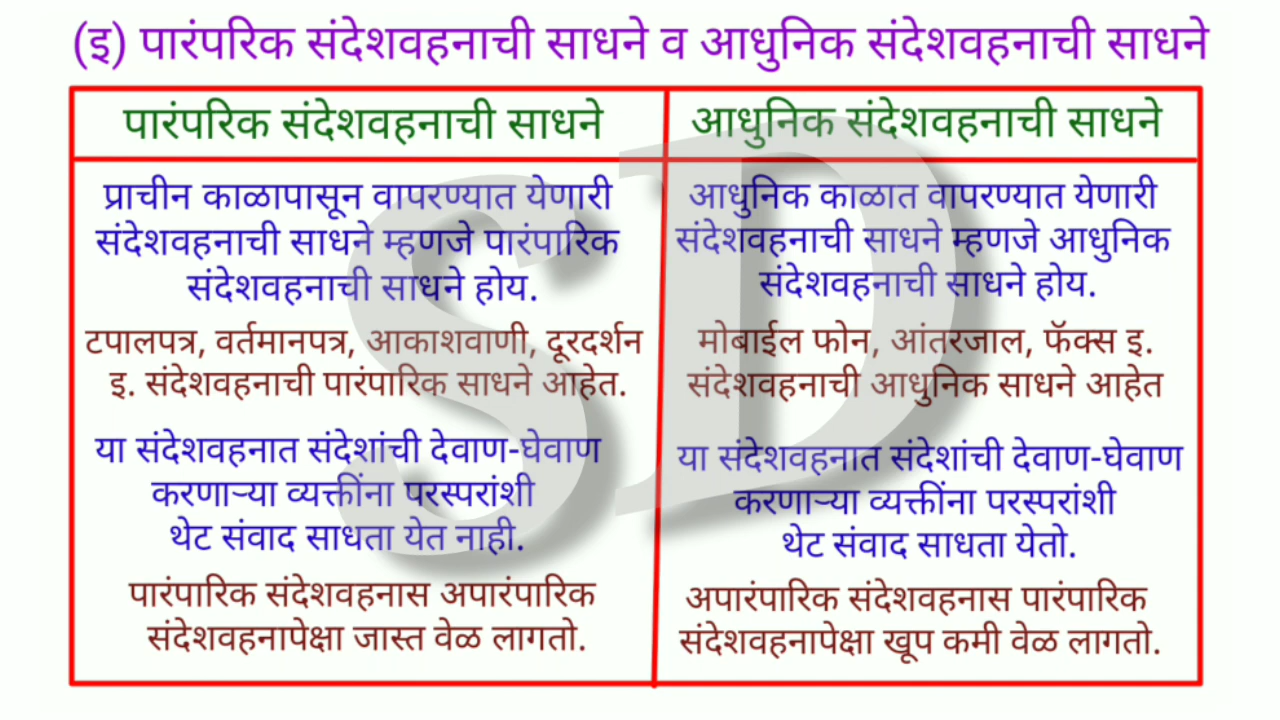 (इ) पारंपरिक संदेशवहनाची साधने व आधुनिक संदेशवहनाची साधने
पारंपरिक संदेशवहनाची साधने
प्राचीन काळापासून वापरण्यात येणारी
संदेशवहनाची साधने म्हणजे पारंपारिक
संदेशवहनाची साधने होय.
टपालपत्र, वर्तमानपत्र, आकाशवाणी, दूरदर्शन
इ. संदेशवहनाची पारंपारिक साधने आहेत.
या संदेशवहनात संदेशांची देवाण-घेवाण
करणाऱ्या व्यक्तींना परस्परांशी
थेट संवाद साधता येत नाही.
पारंपारिक संदेशवहनास अपारंपारिक
संदेशवहनापेक्षा जास्त वेळ लागतो.
आधुनिक संदेशवहनाची साधने
आधुनिक काळात वापरण्यात येणारी
संदेशवहनाची साधने म्हणजे आधुनिक
संदेशवहनाची साधने होय.
मोबाईल फोन, आंतरजाल, फॅक्स इ.
संदेशवहनाची आधुनिक साधने आहेत
या संदेशवहनात संदेशांची देवाण-घेवाण
करणाऱ्या व्यक्तींना परस्परांशी
थेट संवाद साधता येतो.
अपारंपारिक संदेशवहनास पारंपारिक
संदेशवहनापेक्षा खूप कमी वेळ लागतो.
SD